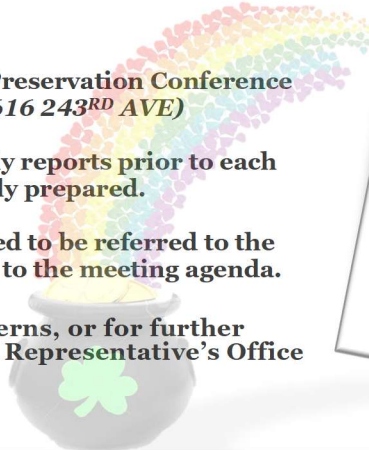 Preservation Conference
616 243RD AVE)
y reports prior to each
ly prepared.
ed to be referred to the
to the meeting agenda.
erns, or for further
Representative's Office